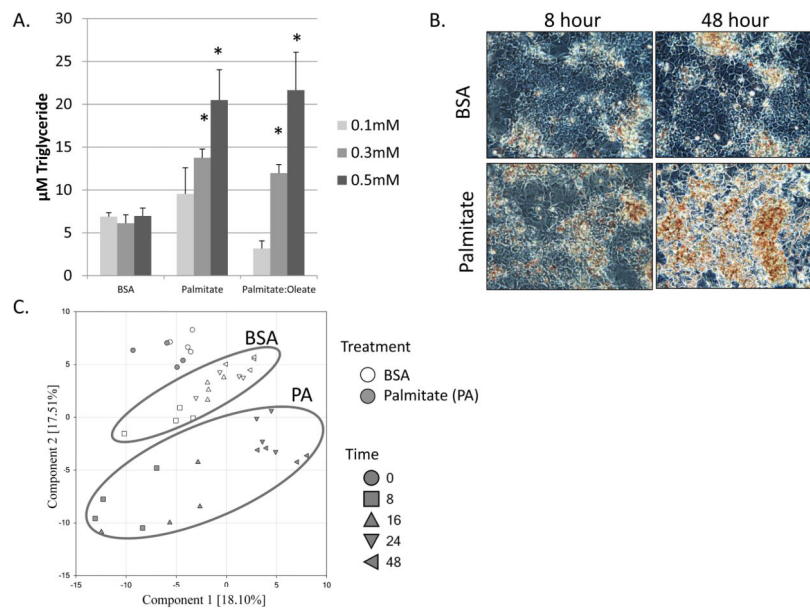 A.
30
25
20
15
10
5
0
µM Triglyceride
* * * *
BSA Palmitate Palmitate:Oleate
0.1mM
0.3mM
0.5mM
B.
8 hour 48 hour
BSA
Palmitate
C.
10
5
0
-5
-10
-15
-15 -10 -5 0 5 10
Component 2 [17.51%]
Component 1 [18.10%]
BSA
PA
Treatment
BSA
Palmitate (PA)
Time
0
8
16
24
48